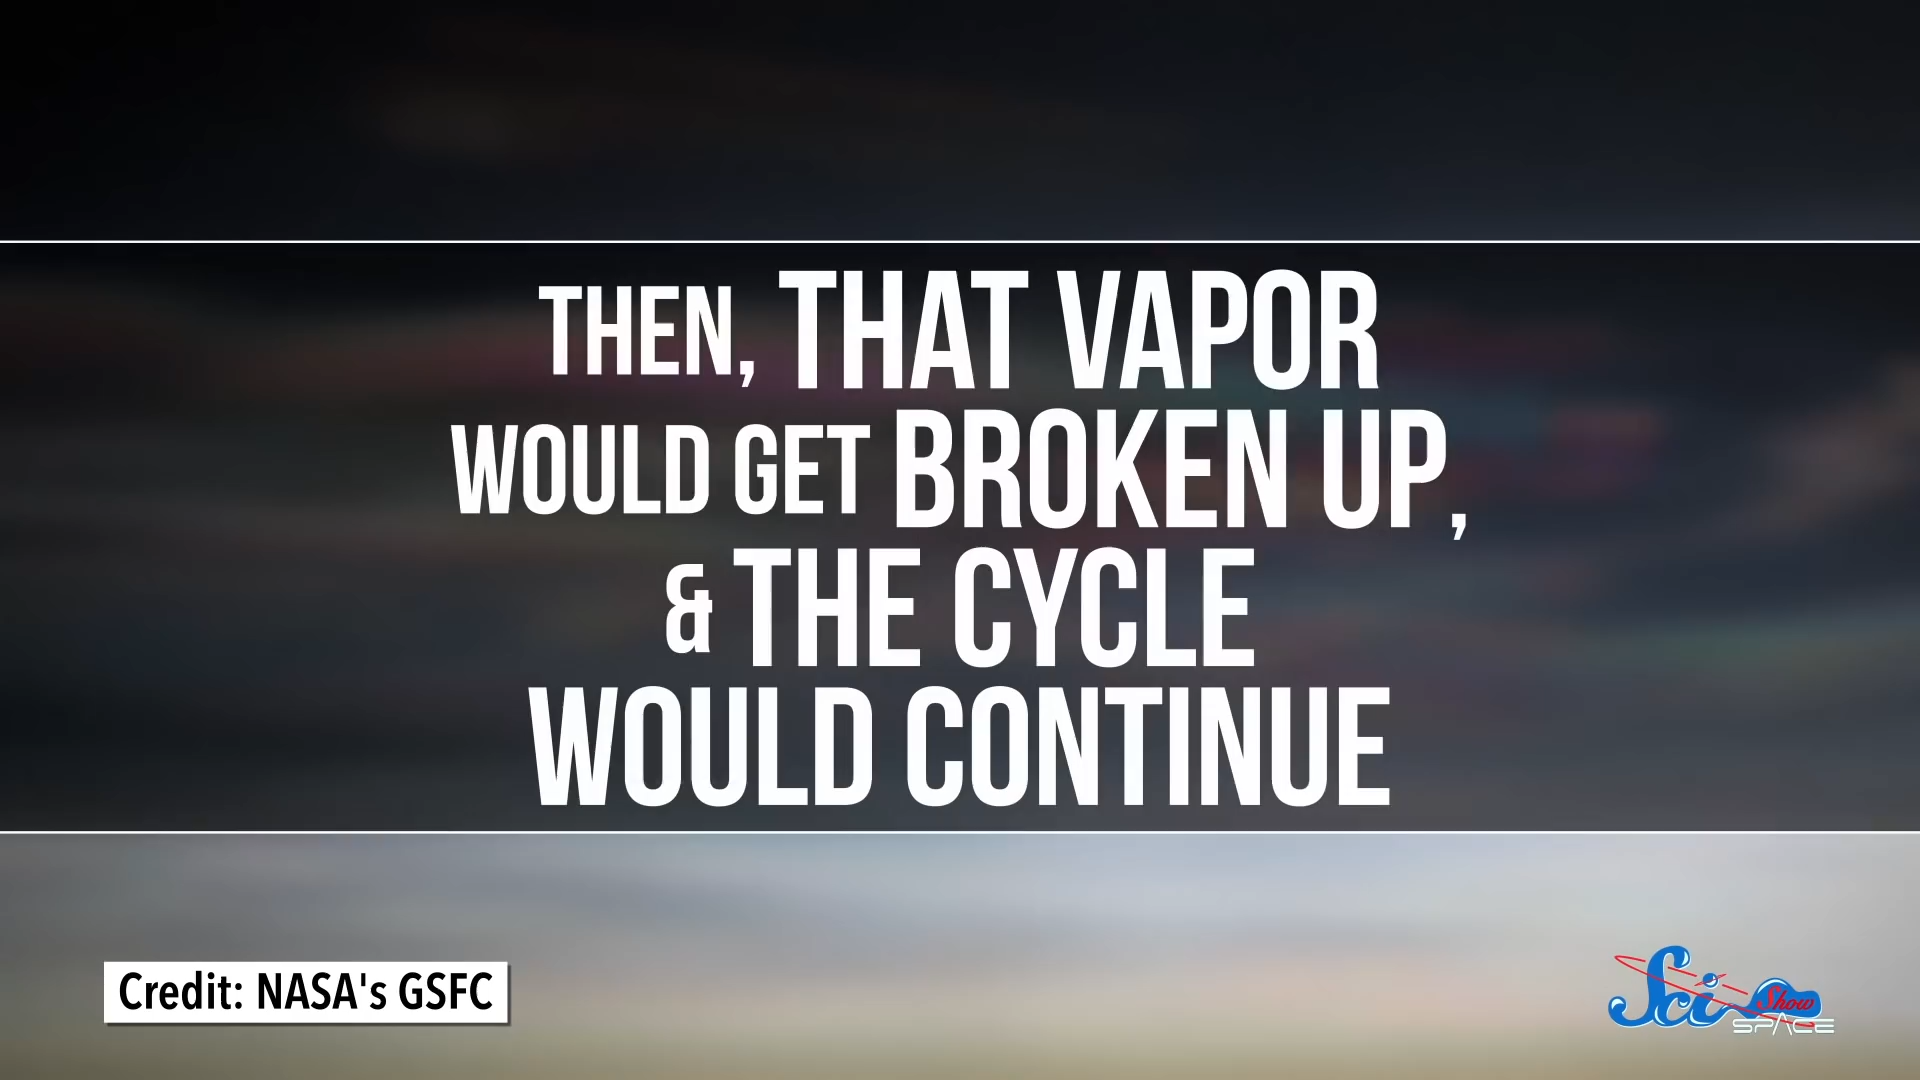 THEN, THAT VAPOR
WOULD GET BROKEN UP,
& THE CYCLE
WOULD CONTINUE
Credit: NASA's GSFC
Sci Show
SPACE